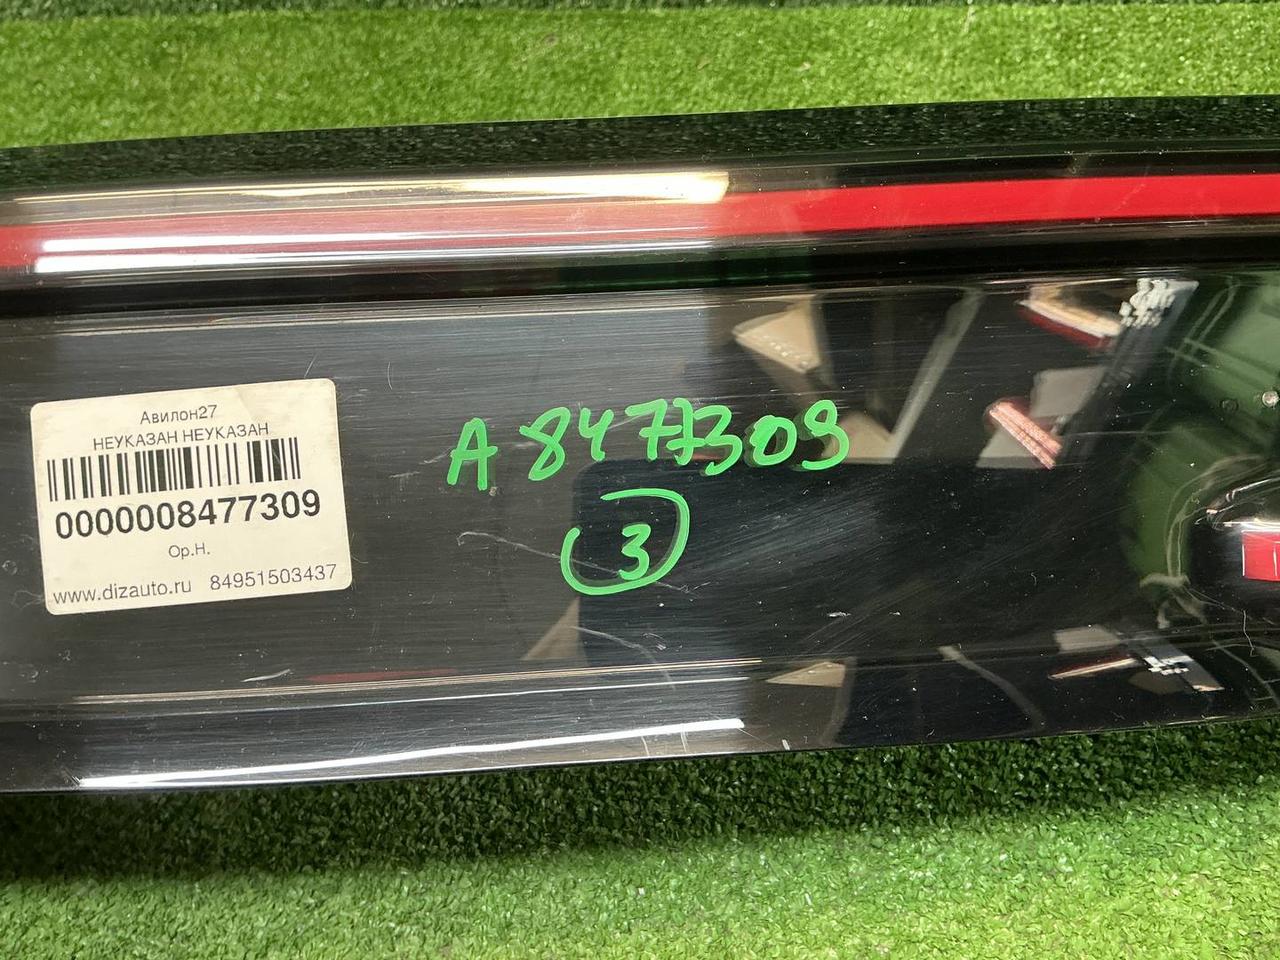 Авилон27
НЕУКАЗАН НЕУКАЗАН
0000008477309
Ор.Н.
www.dizauto.ru 84951503437
A 8477309
3